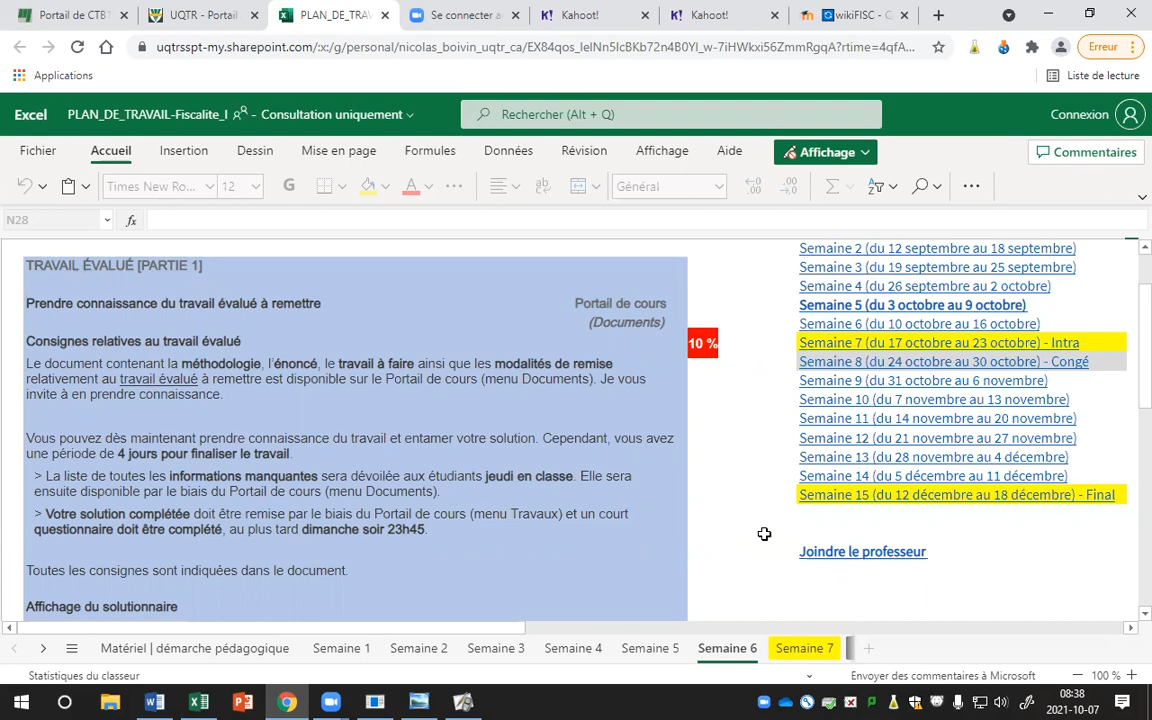 Portail de CTB
UQTR - Portail
PLAN_DE_TRAV
Se connecter a
Kahoot!
Kahoot!
wikiFISC - C
uqtrsspt-my.sharepoint.com/:x:/g/personal/nicolas_boivin_uqtr_ca/EX84qos_leINn5IcBKb72n4B0YI_w-7iHWkxi56ZmmRgqA?rtime=4qfA...
Erreur
Applications
Liste de lecture
Excel
PLAN_DE_TRAVAIL-Fiscalite_I - Consultation uniquement
Rechercher (Alt + Q)
Connexion
Fichier Accueil Insertion Dessin Mise en page Formules Données Révision Affichage Aide
Affichage
Commentaires
Times New Ro...
12
G
A
ab
Général
N28
fx
TRAVAIL ÉVALUÉ [PARTIE 1]
Prendre connaissance du travail évalué à remettre
Portail de cours
(Documents)
10 %
Consignes relatives au travail évalué
Le document contenant la méthodologie, l'énoncé, le travail à faire ainsi que les modalités de remise
relativement au travail évalué à remettre est disponible sur le Portail de cours (menu Documents). Je vous
invite à en prendre connaissance.
Vous pouvez dès maintenant prendre connaissance du travail et entamer votre solution. Cependant, vous avez
une période de 4 jours pour finaliser le travail.
> La liste de toutes les informations manquantes sera dévoilée aux étudiants jeudi en classe. Elle sera
ensuite disponible par le biais du Portail de cours (menu Documents).
> Votre solution complétée doit être remise par le biais du Portail de cours (menu Travaux) et un court
questionnaire doit être complété, au plus tard dimanche soir 23h45.
Toutes les consignes sont indiquées dans le document.
Affichage du solutionnaire
Semaine 2 (du 12 septembre au 18 septembre)
Semaine 3 (du 19 septembre au 25 septembre)
Semaine 4 (du 26 septembre au 2 octobre)
Semaine 5 (du 3 octobre au 9 octobre)
Semaine 6 (du 10 octobre au 16 octobre)
Semaine 7 (du 17 octobre au 23 octobre) - Intra
Semaine 8 (du 24 octobre au 30 octobre) - Congé
Semaine 9 (du 31 octobre au 6 novembre)
Semaine 10 (du 7 novembre au 13 novembre)
Semaine 11 (du 14 novembre au 20 novembre)
Semaine 12 (du 21 novembre au 27 novembre)
Semaine 13 (du 28 novembre au 4 décembre)
Semaine 14 (du 5 décembre au 11 décembre)
Semaine 15 (du 12 décembre au 18 décembre) - Final
Joindre le professeur
Matériel | démarche pédagogique Semaine 1 Semaine 2 Semaine 3 Semaine 4 Semaine 5 Semaine 6 Semaine 7
Statistiques du classeur
Envoyer des commentaires à Microsoft
100 %
08:38
2021-10-07